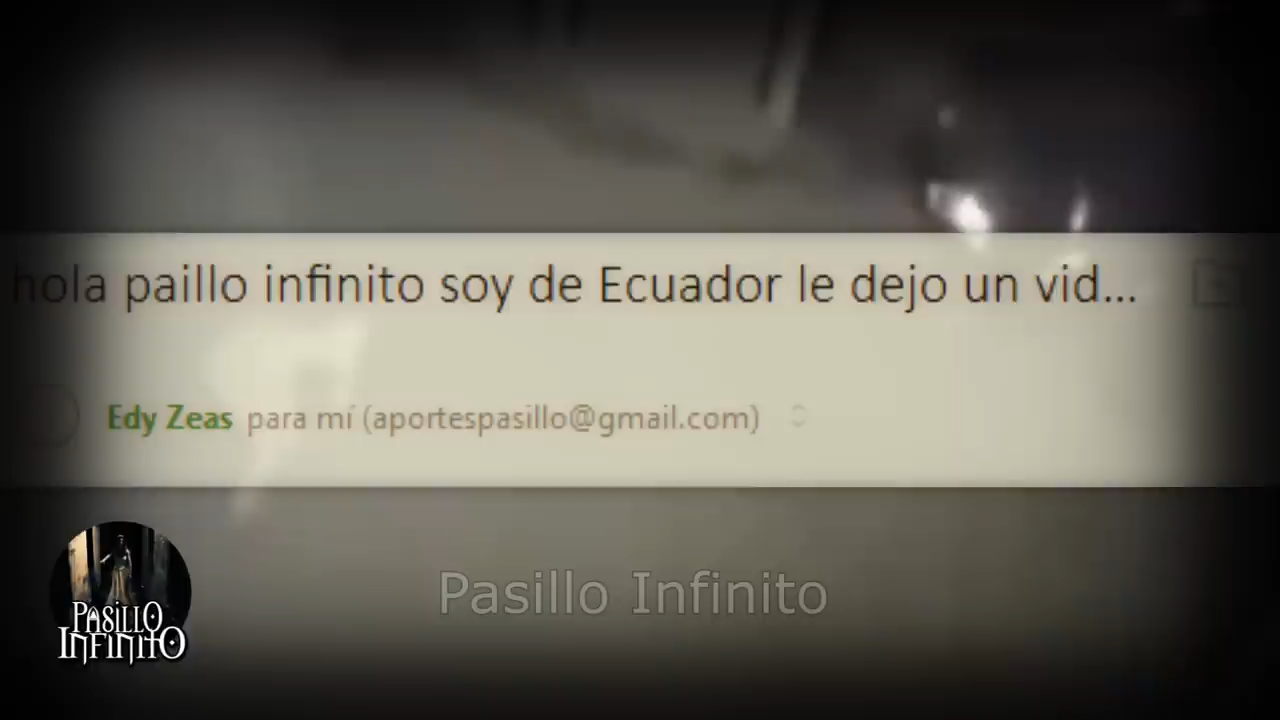 hola paillo infinito soy de Ecuador le dejo un vid...
Edy Zeas para mí (aportespasillo@gmail.com)
Pasillo Infinito
PASILLO
INFINITO